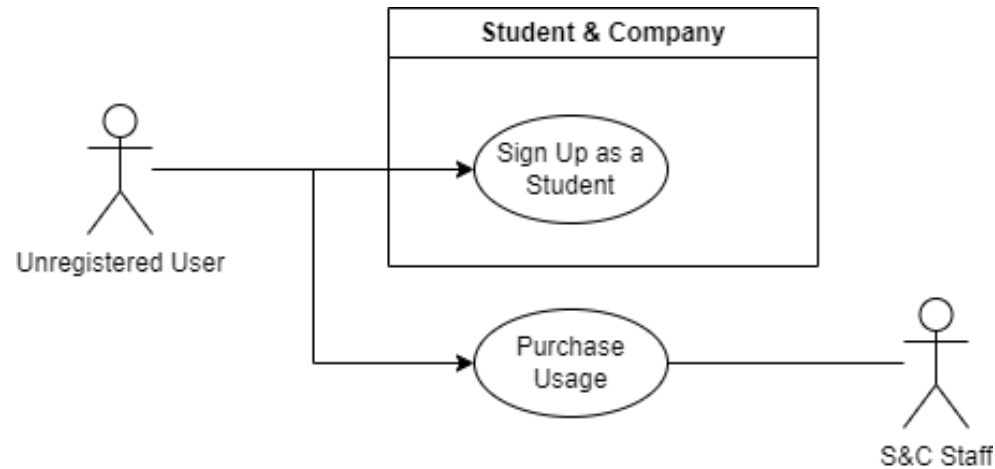 Student & Company
Sign Up as a
Student
Unregistered User
Purchase
Usage
S&C Staff